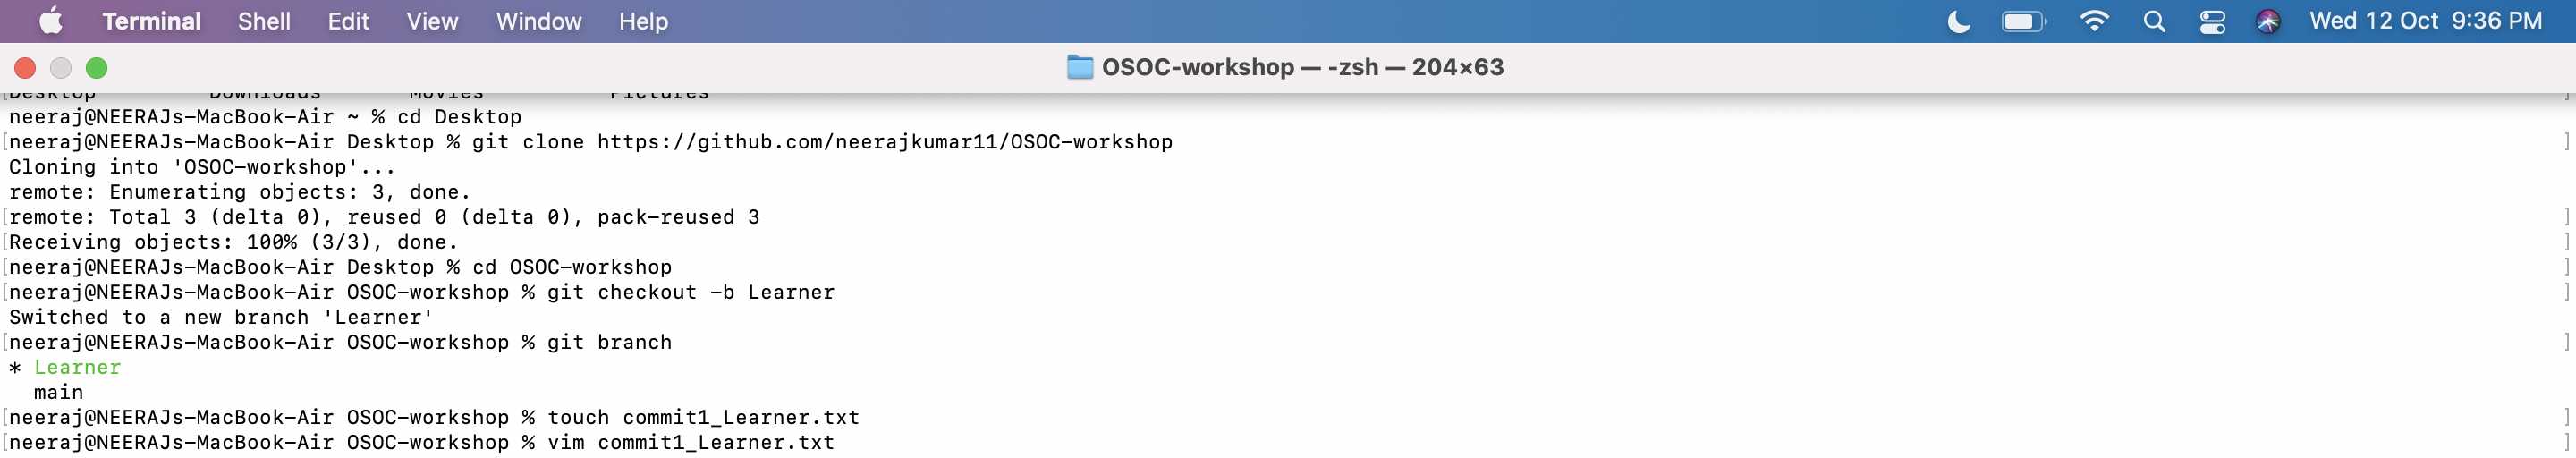 Terminal Shell Edit View Window Help Wed 12 Oct 9:36 PM
OSOC-workshop — -zsh — 204×63
Desktop Downloads Movies Pictures
neeraj@NEERAJs-MacBook-Air ~ % cd Desktop
[neeraj@NEERAJs-MacBook-Air Desktop % git clone https://github.com/neerajkumar11/OSOC-workshop ]
Cloning into 'OSOC-workshop'...
remote: Enumerating objects: 3, done.
[remote: Total 3 (delta 0), reused 0 (delta 0), pack-reused 3 ]
[Receiving objects: 100% (3/3), done. ]
[neeraj@NEERAJs-MacBook-Air Desktop % cd OSOC-workshop ]
[neeraj@NEERAJs-MacBook-Air OSOC-workshop % git checkout -b Learner ]
Switched to a new branch 'Learner'
[neeraj@NEERAJs-MacBook-Air OSOC-workshop % git branch ]
* Learner
main
[neeraj@NEERAJs-MacBook-Air OSOC-workshop % touch commit1_Learner.txt ]
[neeraj@NEERAJs-MacBook-Air OSOC-workshop % vim commit1_Learner.txt ]